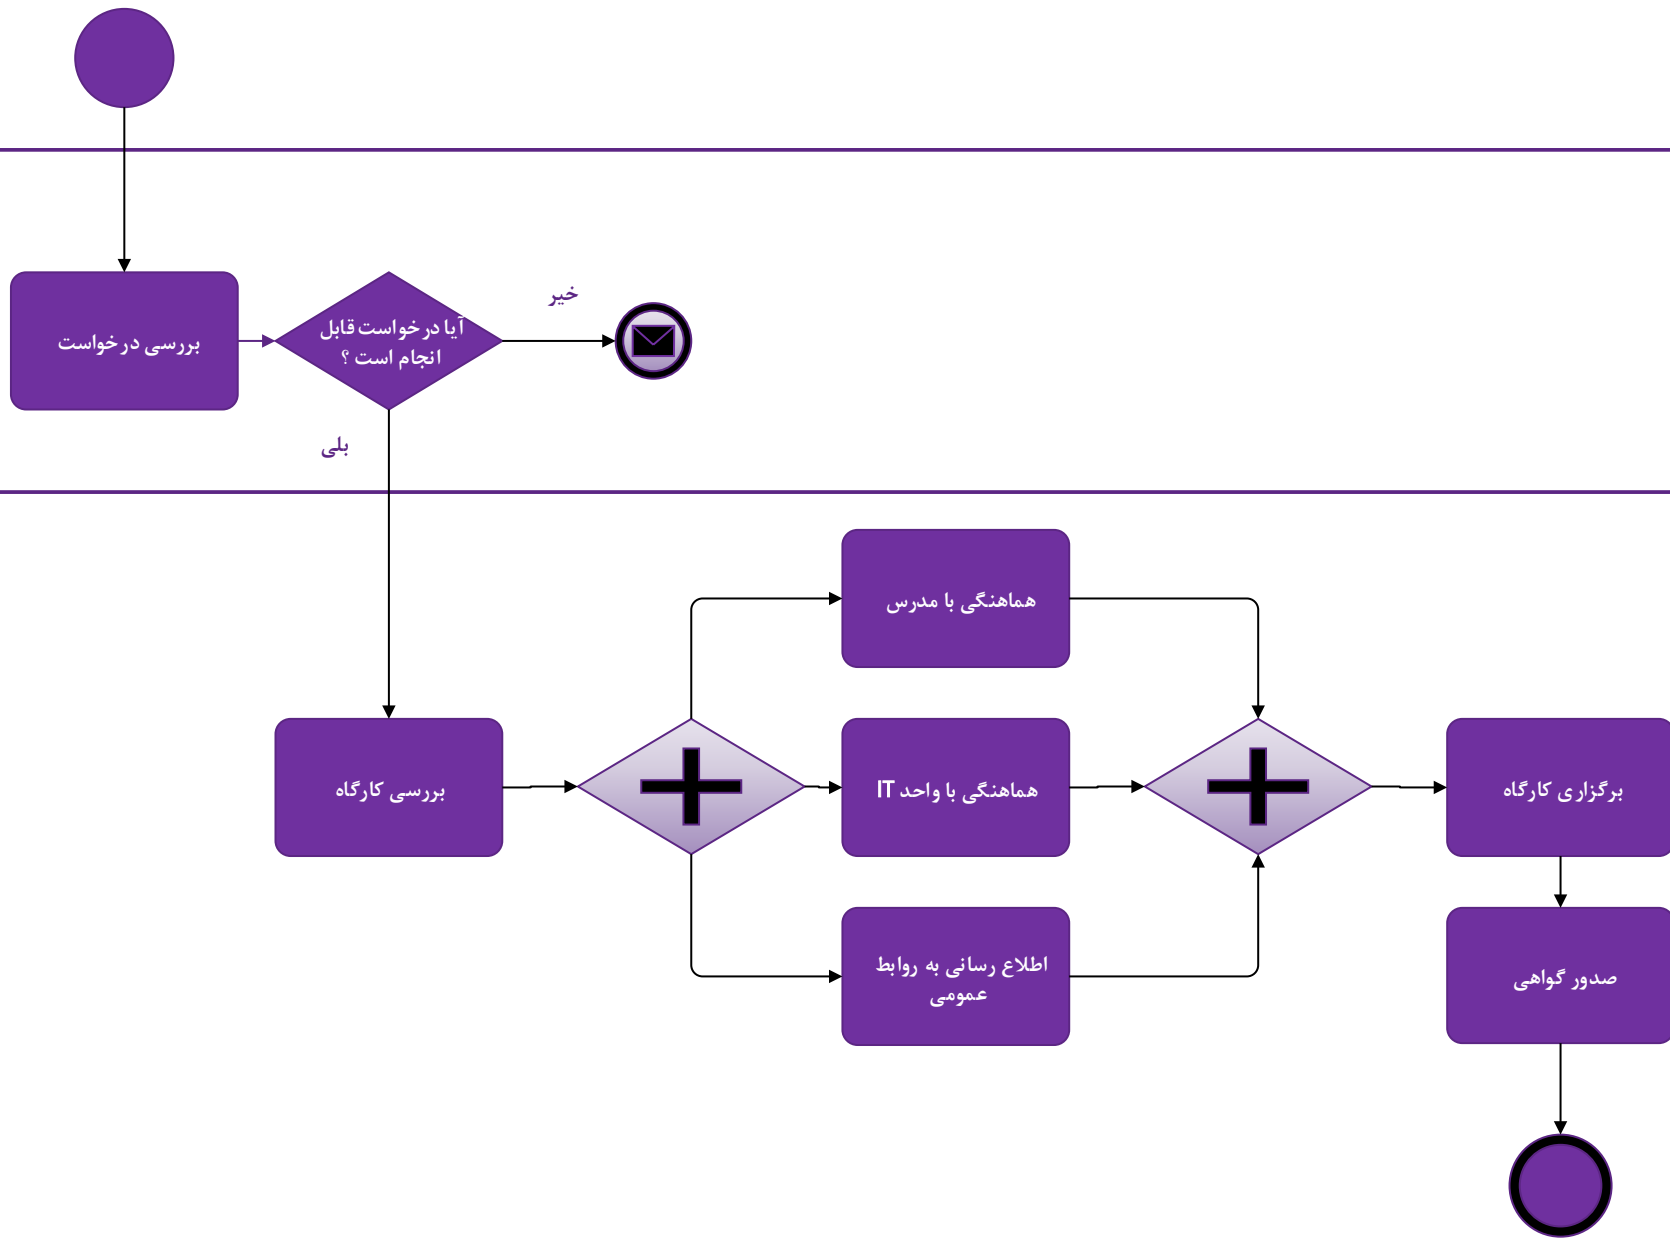 بررسی درخواست
آیا درخواست قابل
انجام است ؟
خیر
بلی
بررسی کارگاه
هماهنگی با مدرس
هماهنگی با واحد IT
اطلاع رسانی به روابط
عمومی
برگزاری کارگاه
صدور گواهی